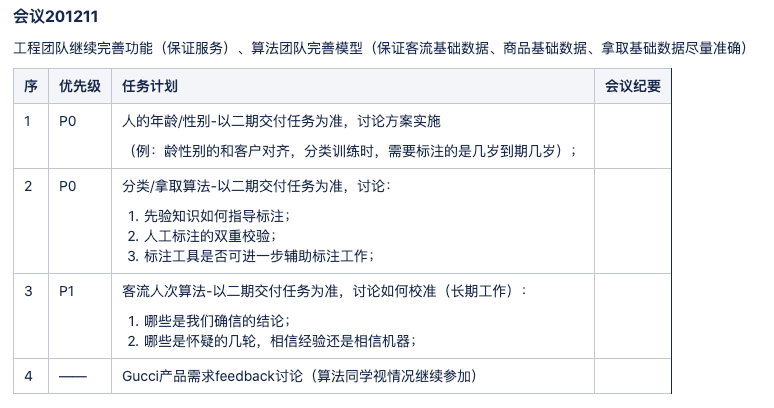 会议201211
工程团队继续完善功能（保证服务）、算法团队完善模型（保证客流基础数据、商品基础数据、拿取基础数据尽量准确）
序 优先级 任务计划 会议纪要
1 P0 人的年龄/性别-以二期交付任务为准，讨论方案实施
（例：龄性别的和客户对齐，分类训练时，需要标注的是几岁到期几岁）；
2 P0 分类/拿取算法-以二期交付任务为准，讨论：
1. 先验知识如何指导标注；
2. 人工标注的双重校验；
3. 标注工具是否可进一步辅助标注工作；
3 P1 客流人次算法-以二期交付任务为准，讨论如何校准（长期工作）：
1. 哪些是我们确信的结论；
2. 哪些是怀疑的几轮，相信经验还是相信机器；
4 —— Gucci产品需求feedback讨论（算法同学视情况继续参加）